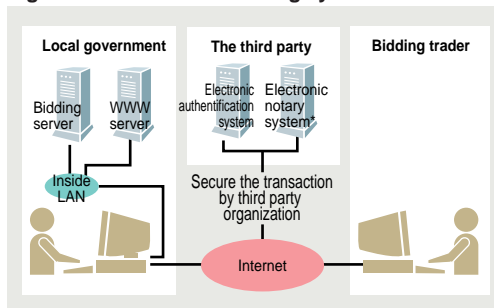 Local government
Bidding
server
WWW
server
Inside
LAN
The third party
Electronic
authentification
system
Electronic
notary
system*
Secure the transaction
by third party
organization
Bidding trader
Internet